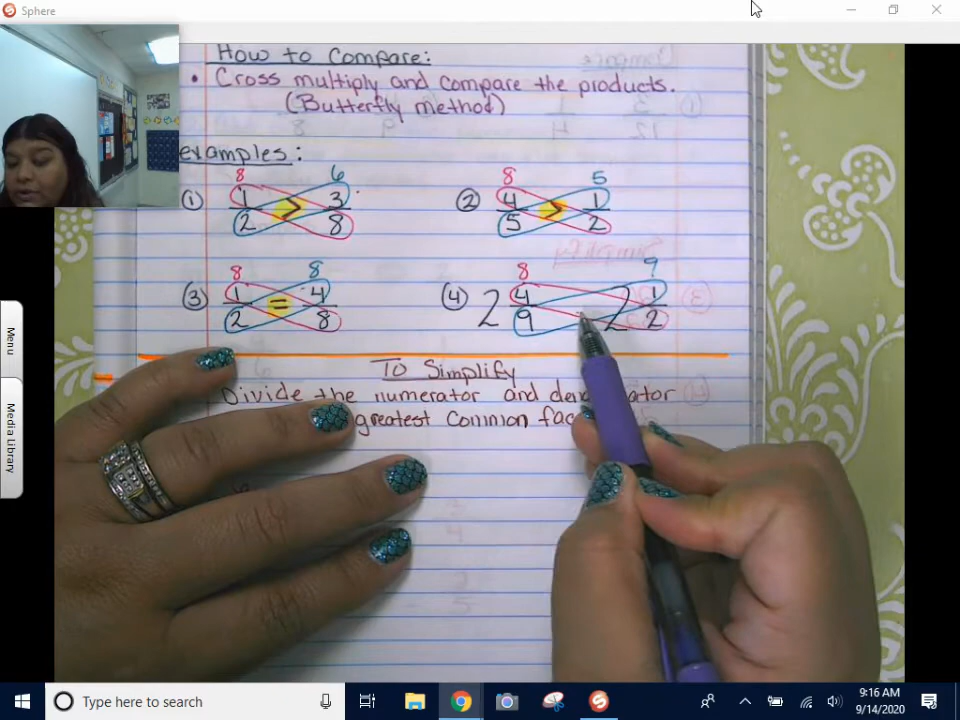 Sphere
How to Compare:
• Cross multiply and compare the products.
(Butterfly method)
examples:
① 8 6
1 > 3
2 8
② 8 5
4 > 1
5 2
③ 8 8
1 = 4
2 8
④ 8 9
2 4 2 1
9 2
To Simplify
Divide the numerator and
greatest common
Menu
Media Library
Type here to search
9:16 AM
9/14/2020